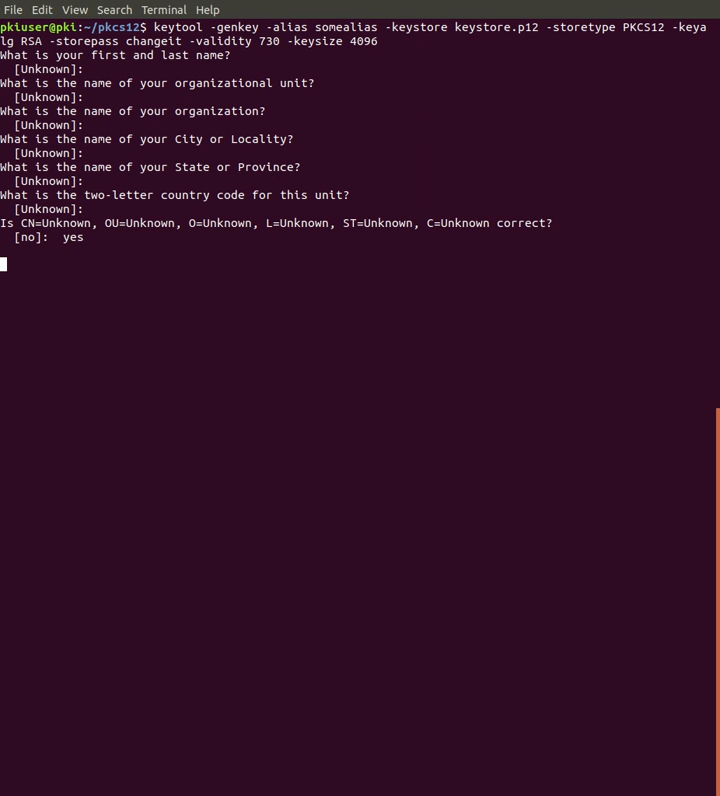 File Edit View Search Terminal Help
pkiuser@pki:~/pkcs12$ keytool -genkey -alias somealias -keystore keystore.p12 -storetype PKCS12 -keya
lg RSA -storepass changeit -validity 730 -keysize 4096
What is your first and last name?
  [Unknown]:
What is the name of your organizational unit?
  [Unknown]:
What is the name of your organization?
  [Unknown]:
What is the name of your City or Locality?
  [Unknown]:
What is the name of your State or Province?
  [Unknown]:
What is the two-letter country code for this unit?
  [Unknown]:
Is CN=Unknown, OU=Unknown, O=Unknown, L=Unknown, ST=Unknown, C=Unknown correct?
  [no]:  yes